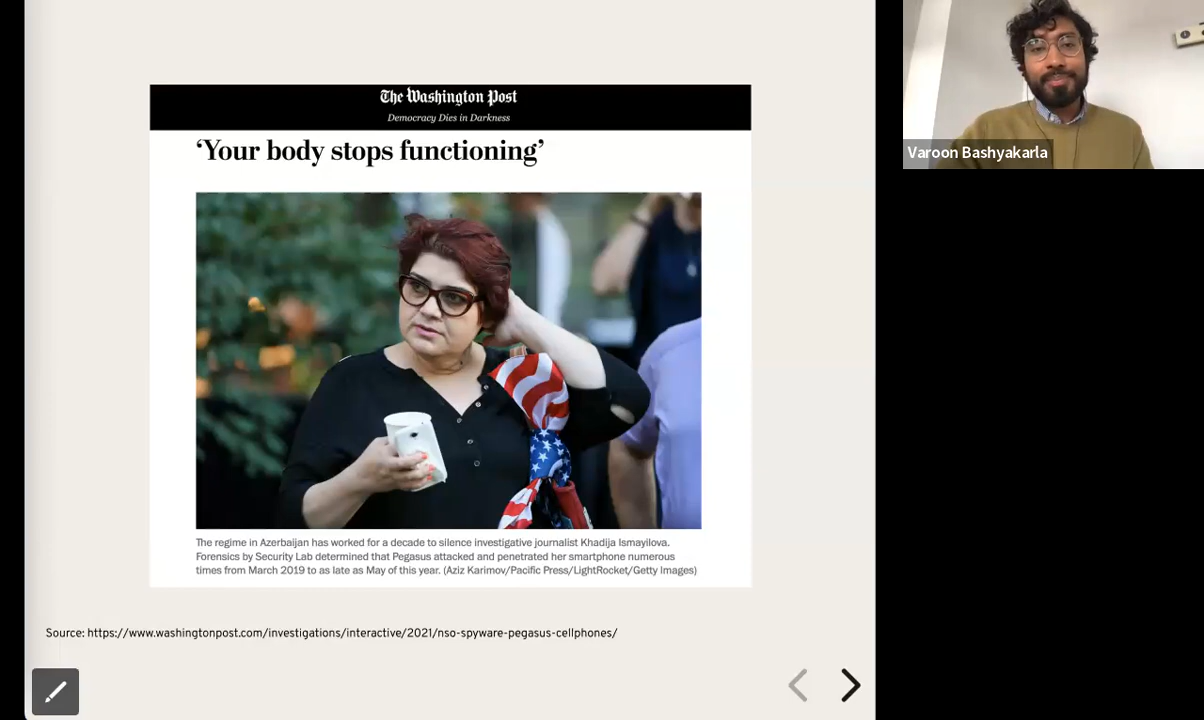 The Washington Post
Democracy Dies in Darkness
‘Your body stops functioning’
The regime in Azerbaijan has worked for a decade to silence investigative journalist Khadija Ismayilova.
Forensics by Security Lab determined that Pegasus attacked and penetrated her smartphone numerous
times from March 2019 to as late as May of this year. (Aziz Karimov/Pacific Press/LightRocket/Getty Images)
Source: https://www.washingtonpost.com/investigations/interactive/2021/nso-spyware-pegasus-cellphones/
Varoon Bashyakarla